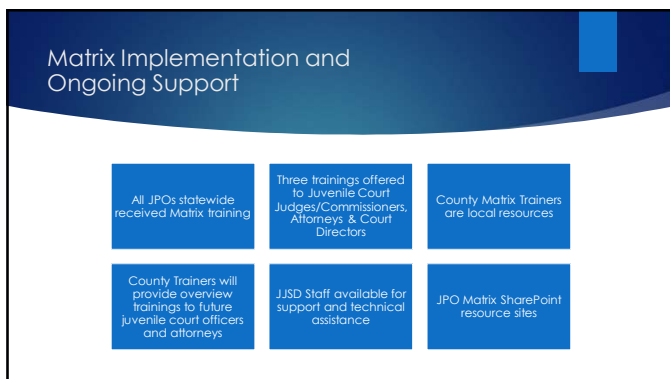 Matrix Implementation and
Ongoing Support
All JPOs statewide
received Matrix training
Three trainings offered
to Juvenile Court
Judges/Commissioners,
Attorneys & Court
Directors
County Matrix Trainers
are local resources
County Trainers will
provide overview
trainings to future
juvenile court officers
and attorneys
JJSD Staff available for
support and technical
assistance
JPO Matrix SharePoint
resource sites